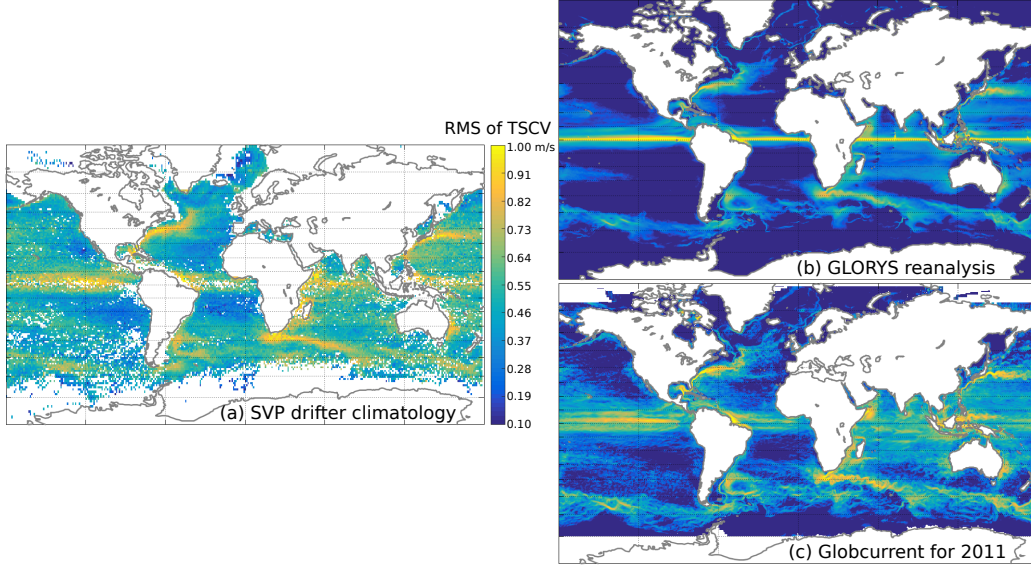 RMS of TSCV
1.00 m/s
0.91
0.82
0.73
0.64
0.55
0.46
0.37
0.28
0.19
0.10
(a) SVP drifter climatology
(b) GLORYS reanalysis
(c) Globcurrent for 2011